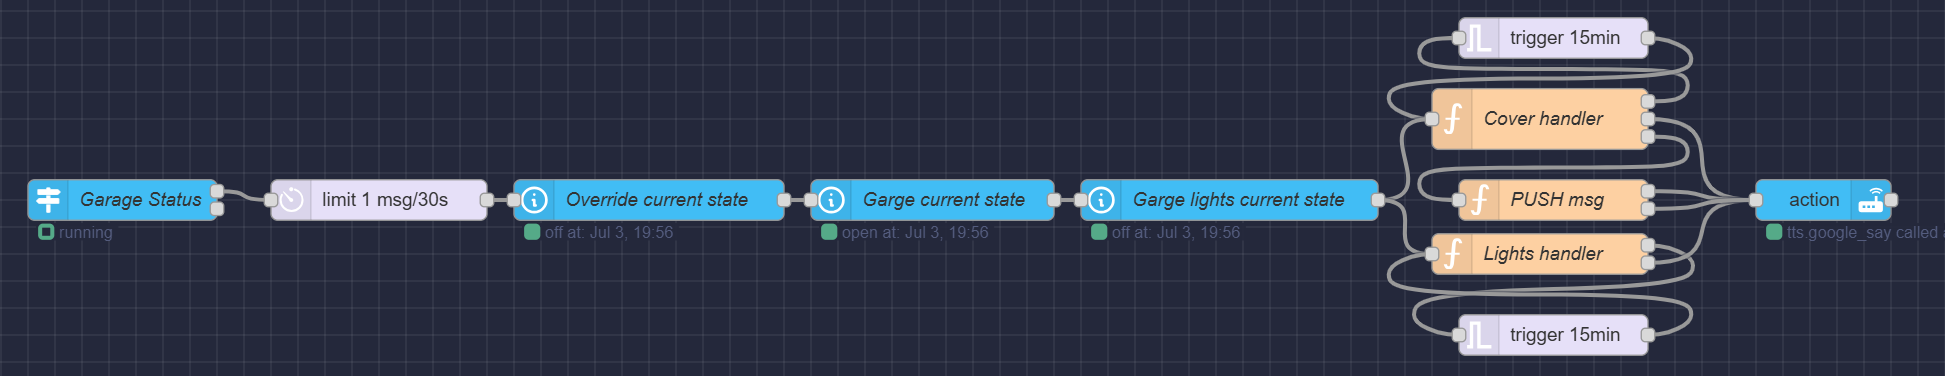 trigger 15min
Cover handler
Garage Status
limit 1 msg/30s
Override current state
Garge current state
Garge lights current state
PUSH msg
action
running
off at: Jul 3, 19:56
open at: Jul 3, 19:56
off at: Jul 3, 19:56
tts.google_say called
Lights handler
trigger 15min